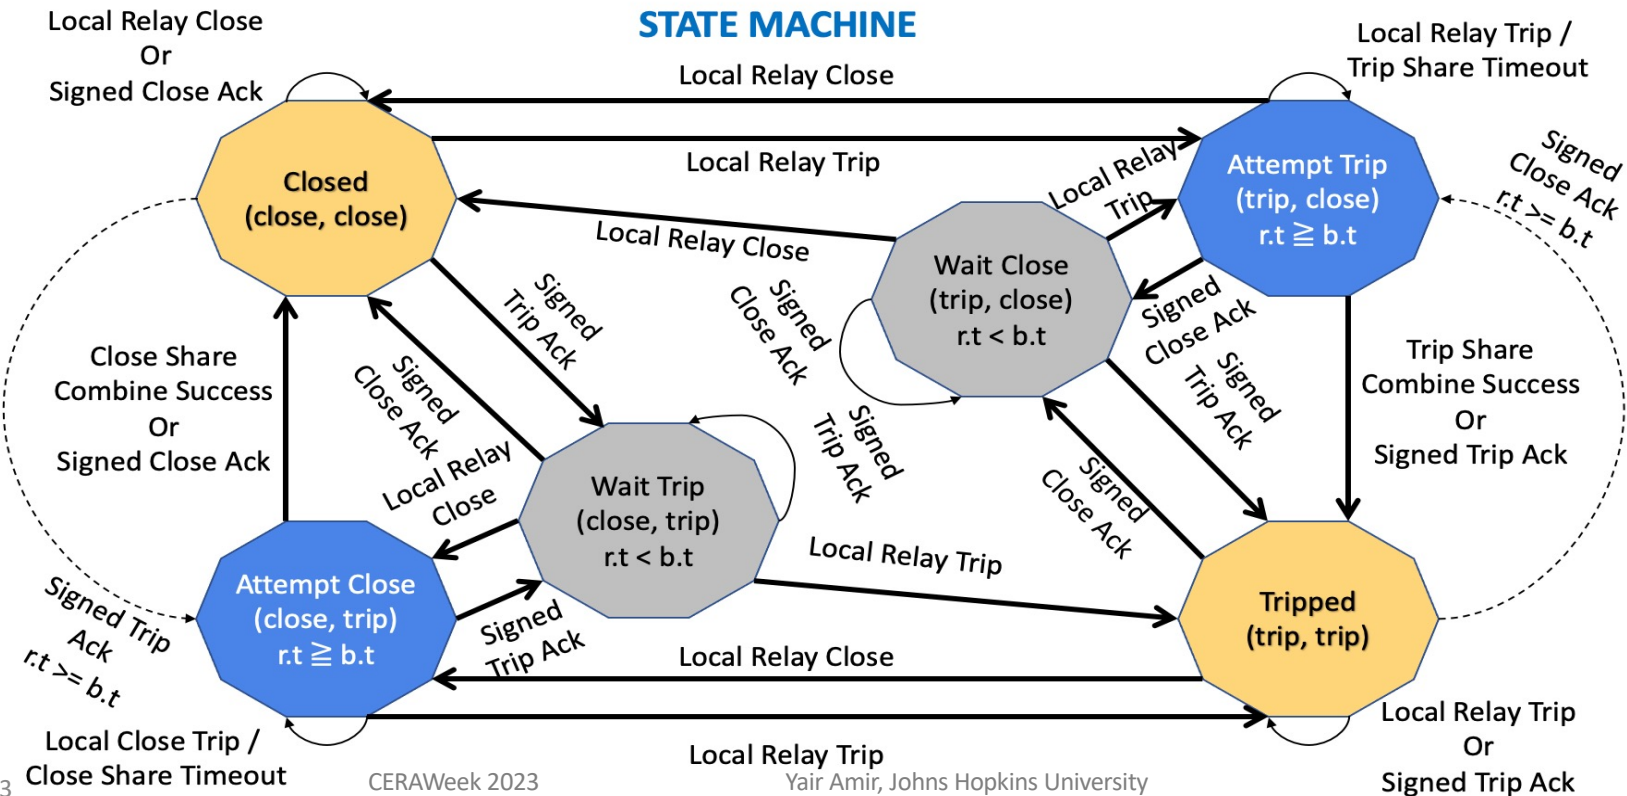 STATE MACHINE
Local Relay Close
Or
Signed Close Ack
Local Relay Close
Local Relay Trip /
Trip Share Timeout
Local Relay Trip
Closed
(close, close)
Attempt Trip
(trip, close)
r.t ≧ b.t
Local Relay
Trip
Signed
Close Ack
r.t >= b.t
Local Relay Close
Wait Close
(trip, close)
r.t < b.t
Signed
Trip Ack
Signed
Close Ack
Signed
Close Ack
Close Share
Combine Success
Or
Signed Close Ack
Signed
Close Ack
Signed
Trip Ack
Trip Share
Combine Success
Or
Signed Trip Ack
Signed
Trip Ack
Local Relay
Close
Wait Trip
(close, trip)
r.t < b.t
Signed
Close Ack
Local Relay Trip
Attempt Close
(close, trip)
r.t ≧ b.t
Signed Trip
Ack
r.t >= b.t
Signed
Trip Ack
Tripped
(trip, trip)
Local Relay Close
Local Close Trip /
Close Share Timeout
Local Relay Trip
Local Relay Trip
Or
Signed Trip Ack
3
CERAWeek 2023
Yair Amir, Johns Hopkins University